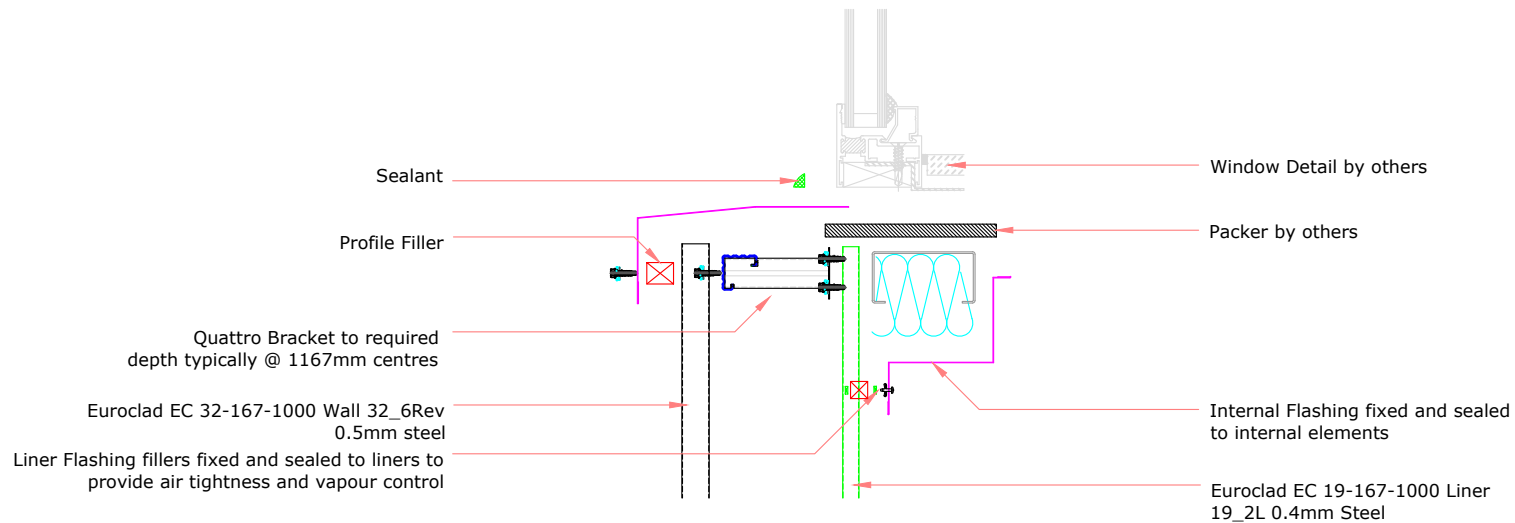 Sealant
Profile Filler
Quattro Bracket to required
depth typically @ 1167mm centres
Euroclad EC 32-167-1000 Wall 32_6Rev
0.5mm steel
Liner Flashing fillers fixed and sealed to liners to
provide air tightness and vapour control
Window Detail by others
Packer by others
Internal Flashing fixed and sealed
to internal elements
Euroclad EC 19-167-1000 Liner
19_2L 0.4mm Steel